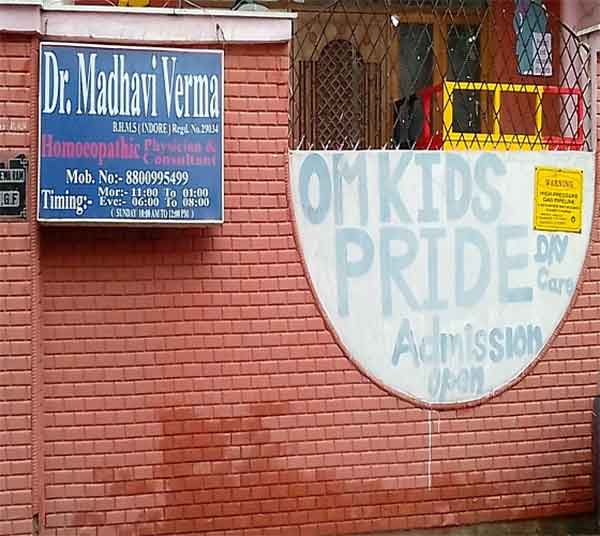 Dr. Madhavi Verma
B.H.M.S ( INDORE ) Regd. No.29034
Homoeopathic Physician & Consultant
Mob. No:- 8800995499
Timing:- Mor:- 11:00 To 01:00
Eve:- 06:00 To 08:00
( SUNDAY 10:00 AM TO 12:00 PM )
OM KIDS
PRIDE
DAY
Care
Admission
Open
WARNING
HIGH PRESSURE
GAS PIPELINE